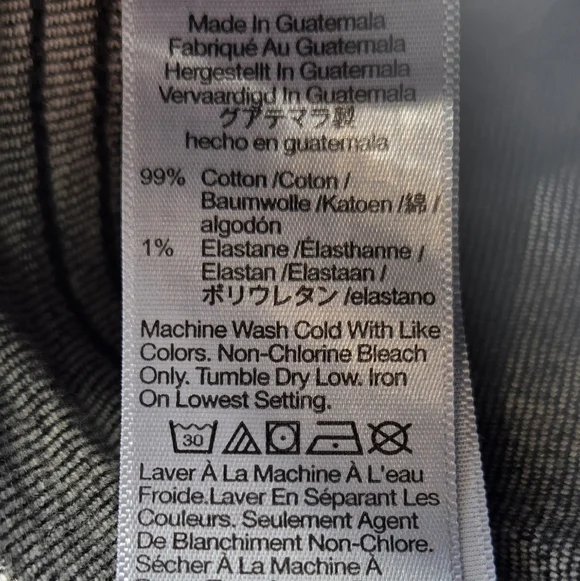 Made In Guatemala
Fabriqué Au Guatemala
Hergestellt In Guatemala
Vervaardigd In Guatemala
グアテマラ製
hecho en guatemala
99% Cotton /Coton /
Baumwolle /Katoen /綿 /
algodón
1% Elastane /Élasthanne /
Elastan /Elastaan /
ポリウレタン /elastano
Machine Wash Cold With Like
Colors. Non-Chlorine Bleach
Only. Tumble Dry Low. Iron
On Lowest Setting.
30
Laver À La Machine À L'eau
Froide.Laver En Séparant Les
Couleurs. Seulement Agent
De Blanchiment Non-Chlore.
Sécher À La Machine À